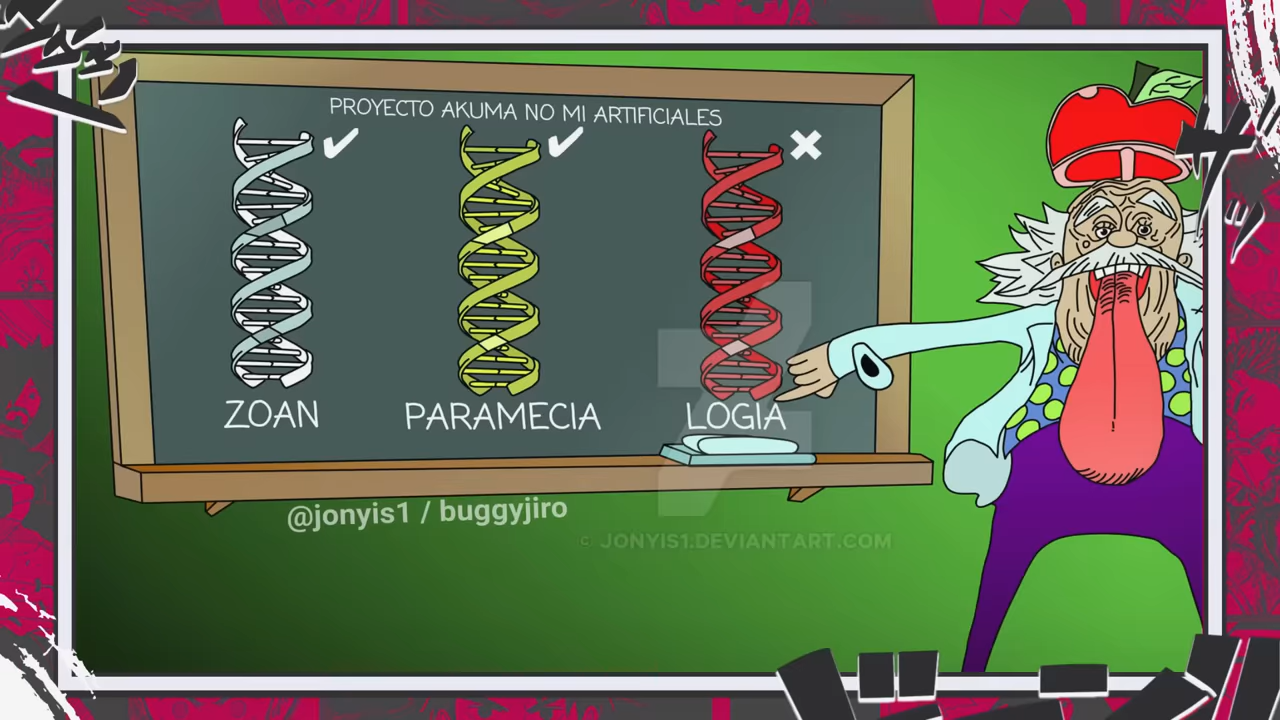 PROYECTO AKUMA NO MI ARTIFICIALES
ZOAN
PARAMECIA
LOGIA
@jonyis1 / buggyjiro
© JONYIS1.DEVIANTART.COM